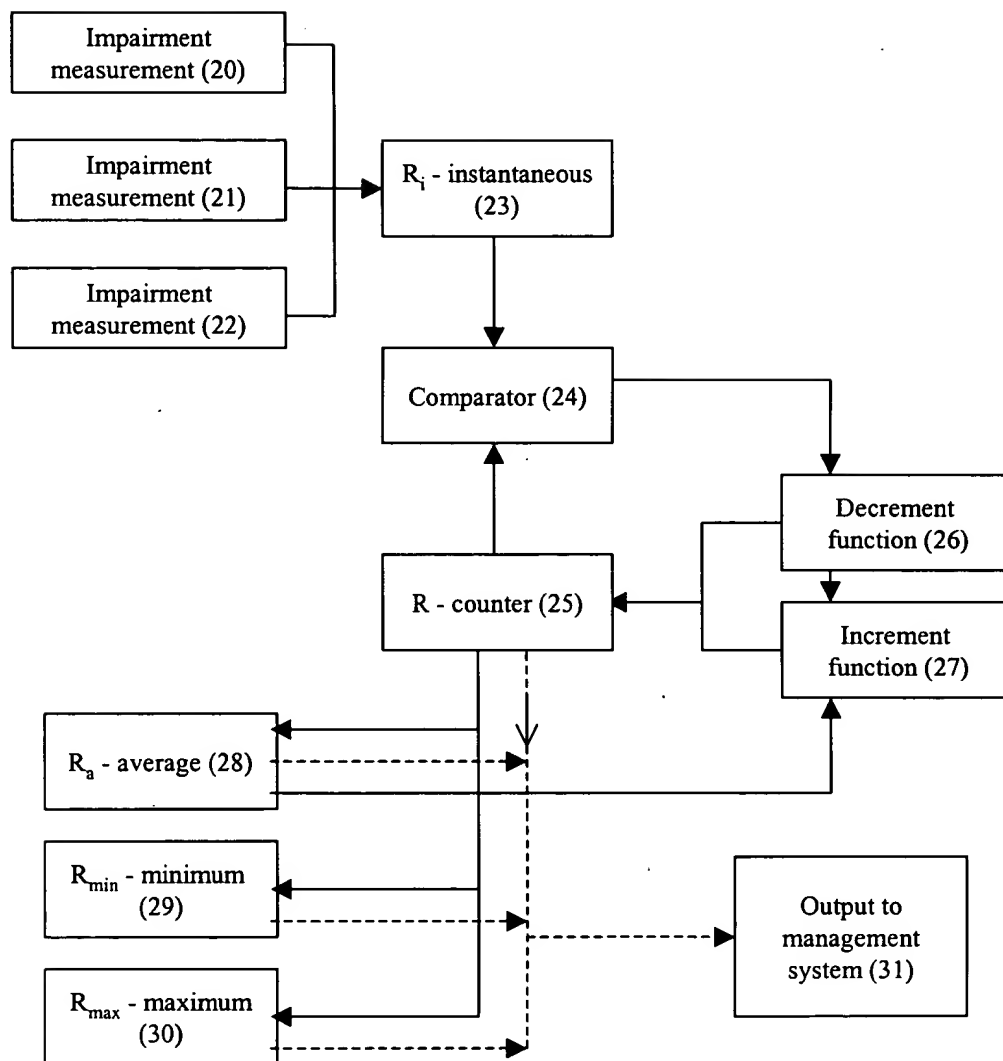 Impairment
measurement (20)
Impairment
measurement (21)
Impairment
measurement (22)
Ri - instantaneous
(23)
Comparator (24)
Decrement
function (26)
R - counter (25)
Increment
function (27)
Ra - average (28)
Rmin - minimum
(29)
Output to
management
system (31)
Rmax - maximum
(30)